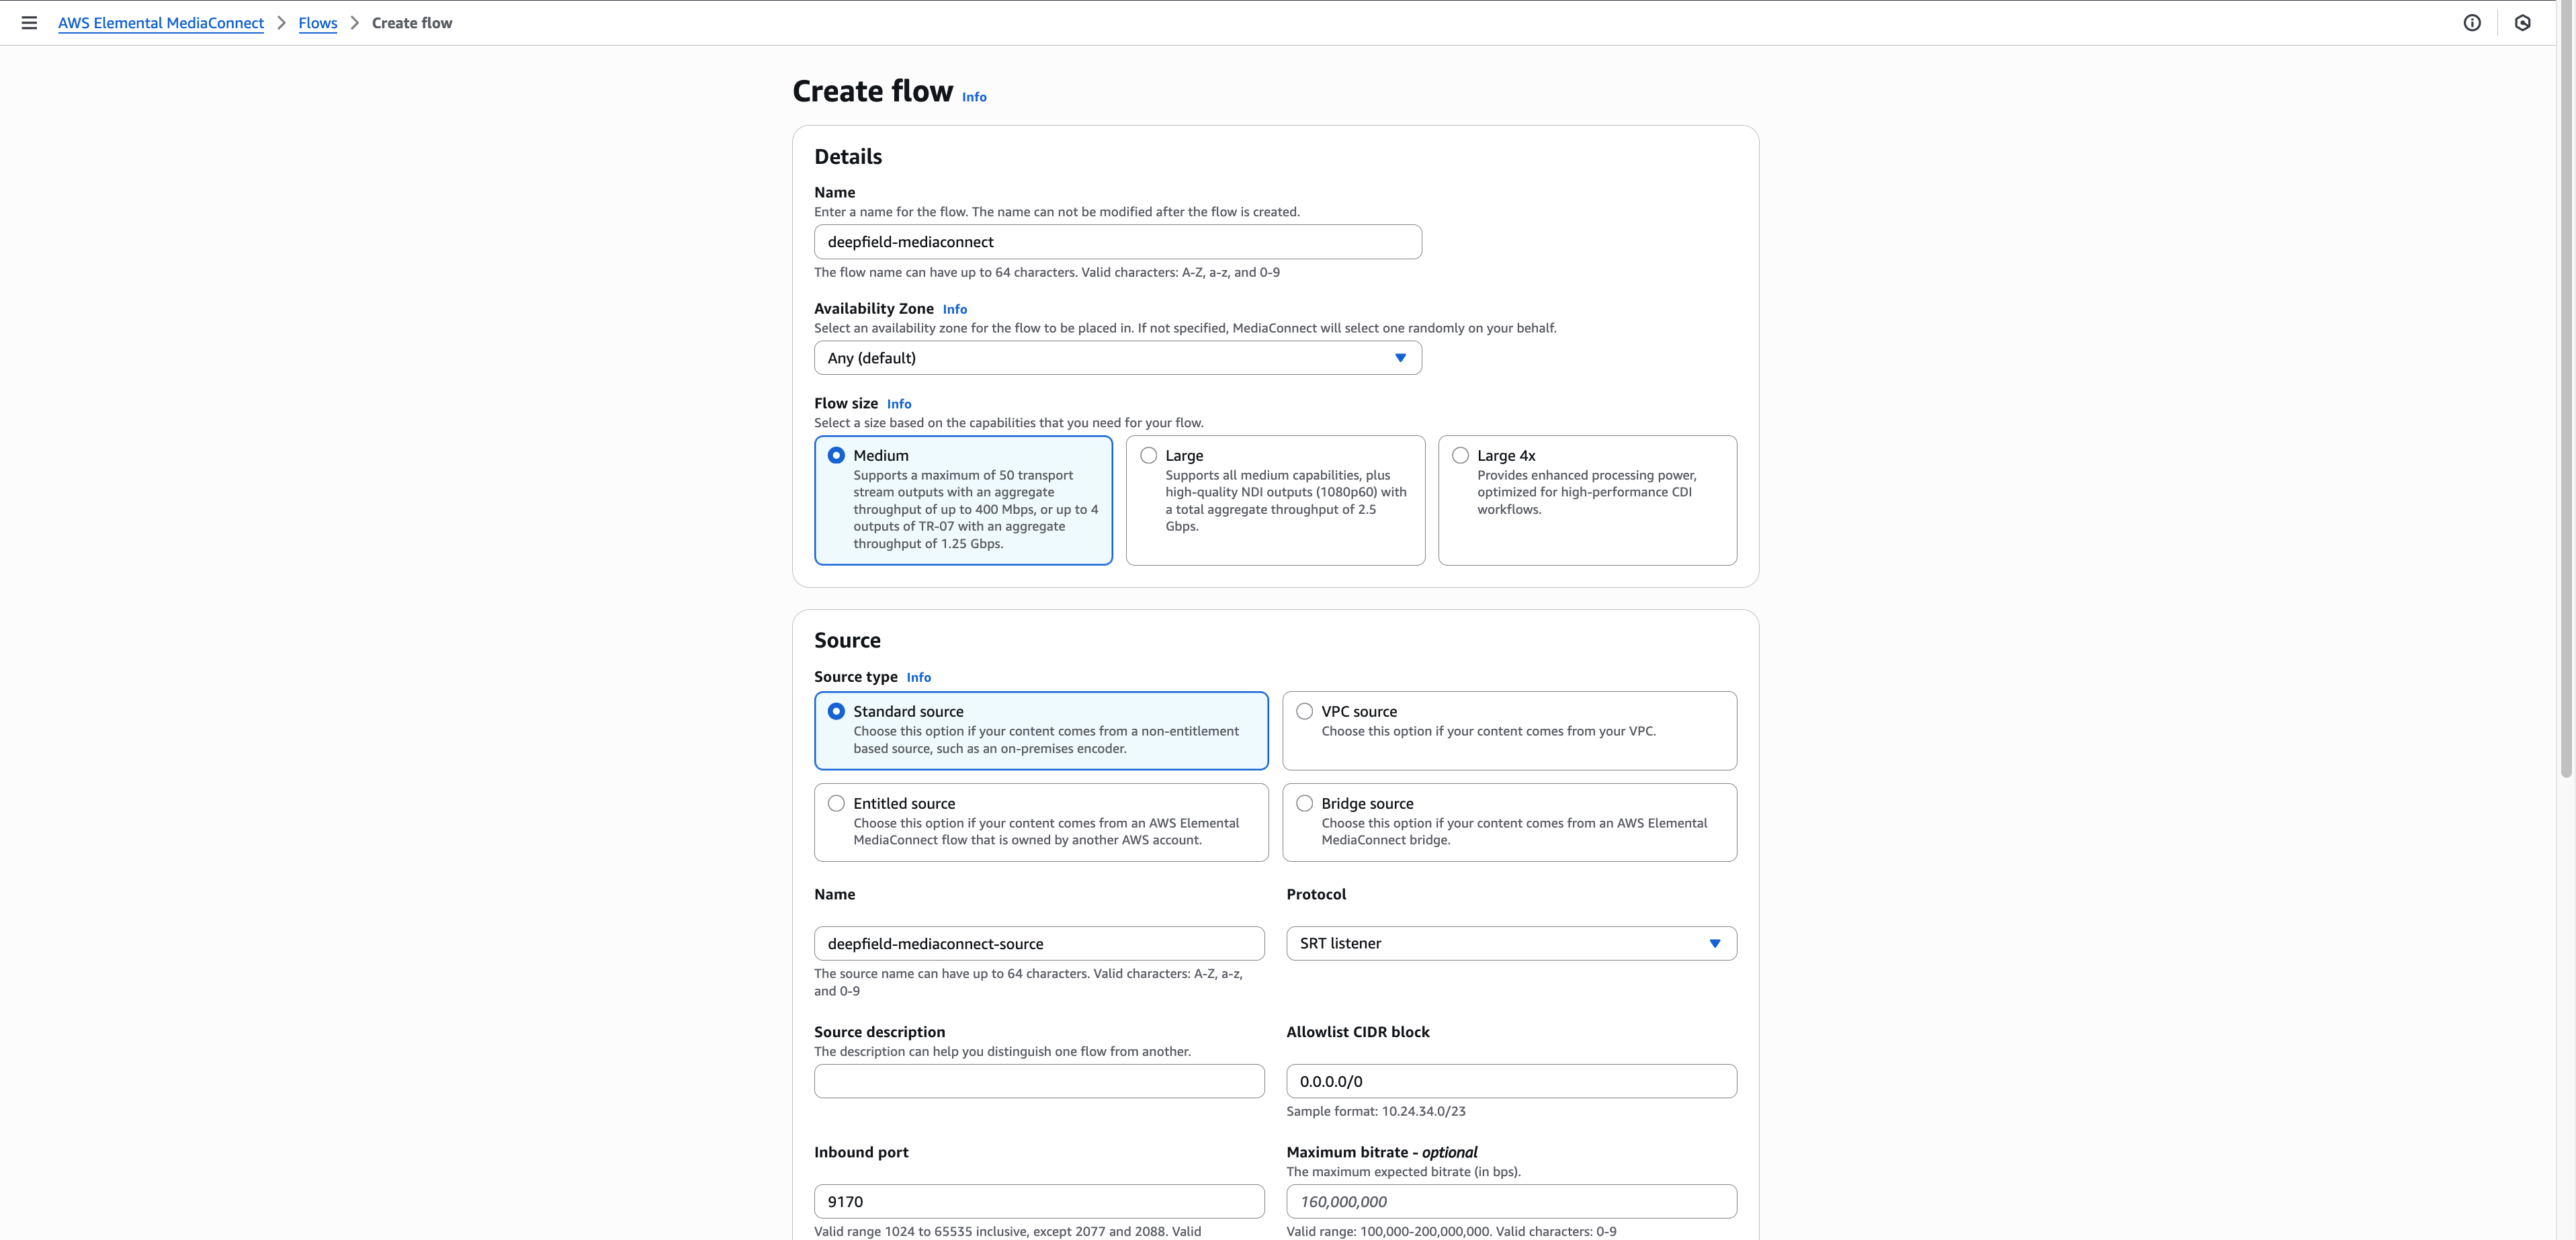 AWS Elemental MediaConnect > Flows > Create flow
Create flow Info
Details
Name
Enter a name for the flow. The name can not be modified after the flow is created.
deepfield-mediaconnect
The flow name can have up to 64 characters. Valid characters: A-Z, a-z, and 0-9
Availability Zone Info
Select an availability zone for the flow to be placed in. If not specified, MediaConnect will select one randomly on your behalf.
Any (default)
Flow size Info
Select a size based on the capabilities that you need for your flow.
Medium
Supports a maximum of 50 transport
stream outputs with an aggregate
throughput of up to 400 Mbps, or up to 4
outputs of TR-07 with an aggregate
throughput of 1.25 Gbps.
Large
Supports all medium capabilities, plus
high-quality NDI outputs (1080p60) with
a total aggregate throughput of 2.5
Gbps.
Large 4x
Provides enhanced processing power,
optimized for high-performance CDI
workflows.
Source
Source type Info
Standard source
Choose this option if your content comes from a non-entitlement
based source, such as an on-premises encoder.
VPC source
Choose this option if your content comes from your VPC.
Entitled source
Choose this option if your content comes from an AWS Elemental
MediaConnect flow that is owned by another AWS account.
Bridge source
Choose this option if your content comes from an AWS Elemental
MediaConnect bridge.
Name
deepfield-mediaconnect-source
The source name can have up to 64 characters. Valid characters: A-Z, a-z,
and 0-9
Protocol
SRT listener
Source description
The description can help you distinguish one flow from another.
Allowlist CIDR block
0.0.0.0/0
Sample format: 10.24.34.0/23
Inbound port
9170
Valid range 1024 to 65535 inclusive, except 2077 and 2088. Valid
Maximum bitrate - optional
The maximum expected bitrate (in bps).
160,000,000
Valid range: 100,000-200,000,000. Valid characters: 0-9